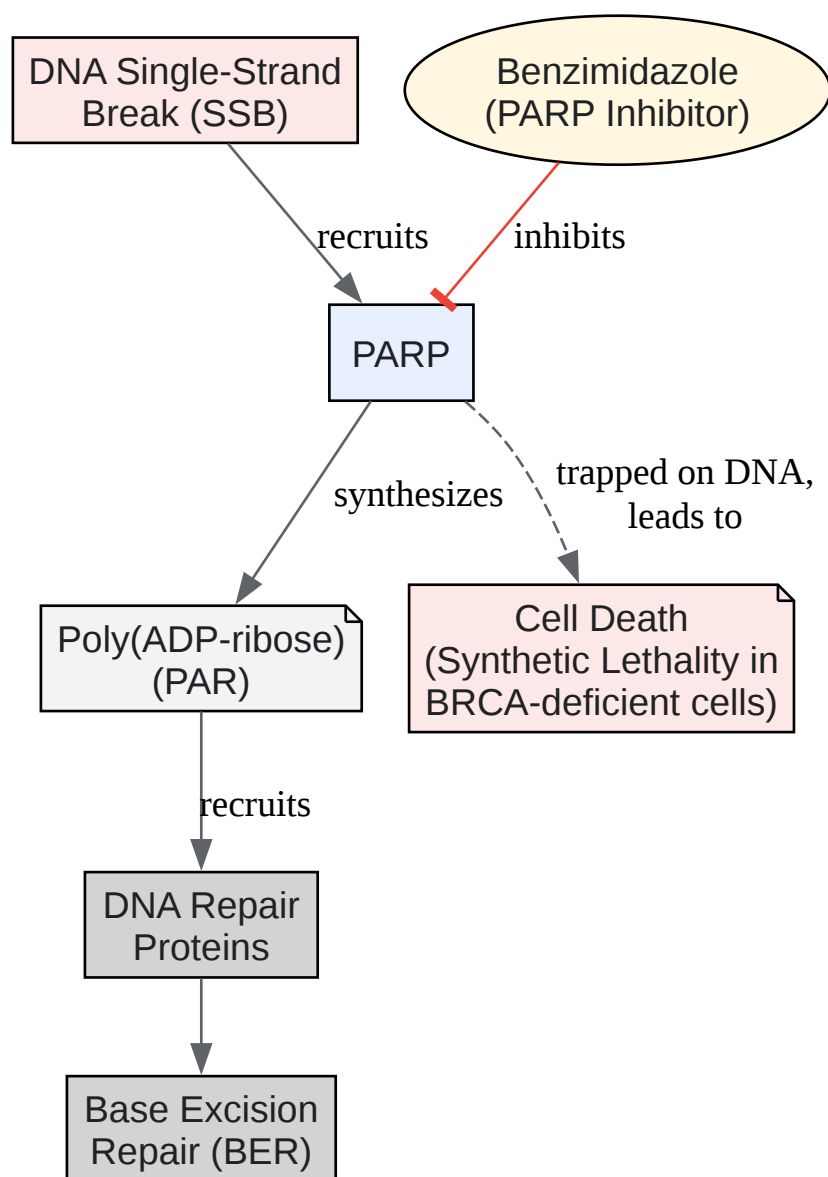 DNA Single-Strand
Break (SSB)
Benzimidazole
(PARP Inhibitor)
recruits
inhibits
PARP
synthesizes
trapped on DNA,
leads to
Poly(ADP-ribose)
(PAR)
Cell Death
(Synthetic Lethality in
BRCA-deficient cells)
recruits
DNA Repair
Proteins
Base Excision
Repair (BER)